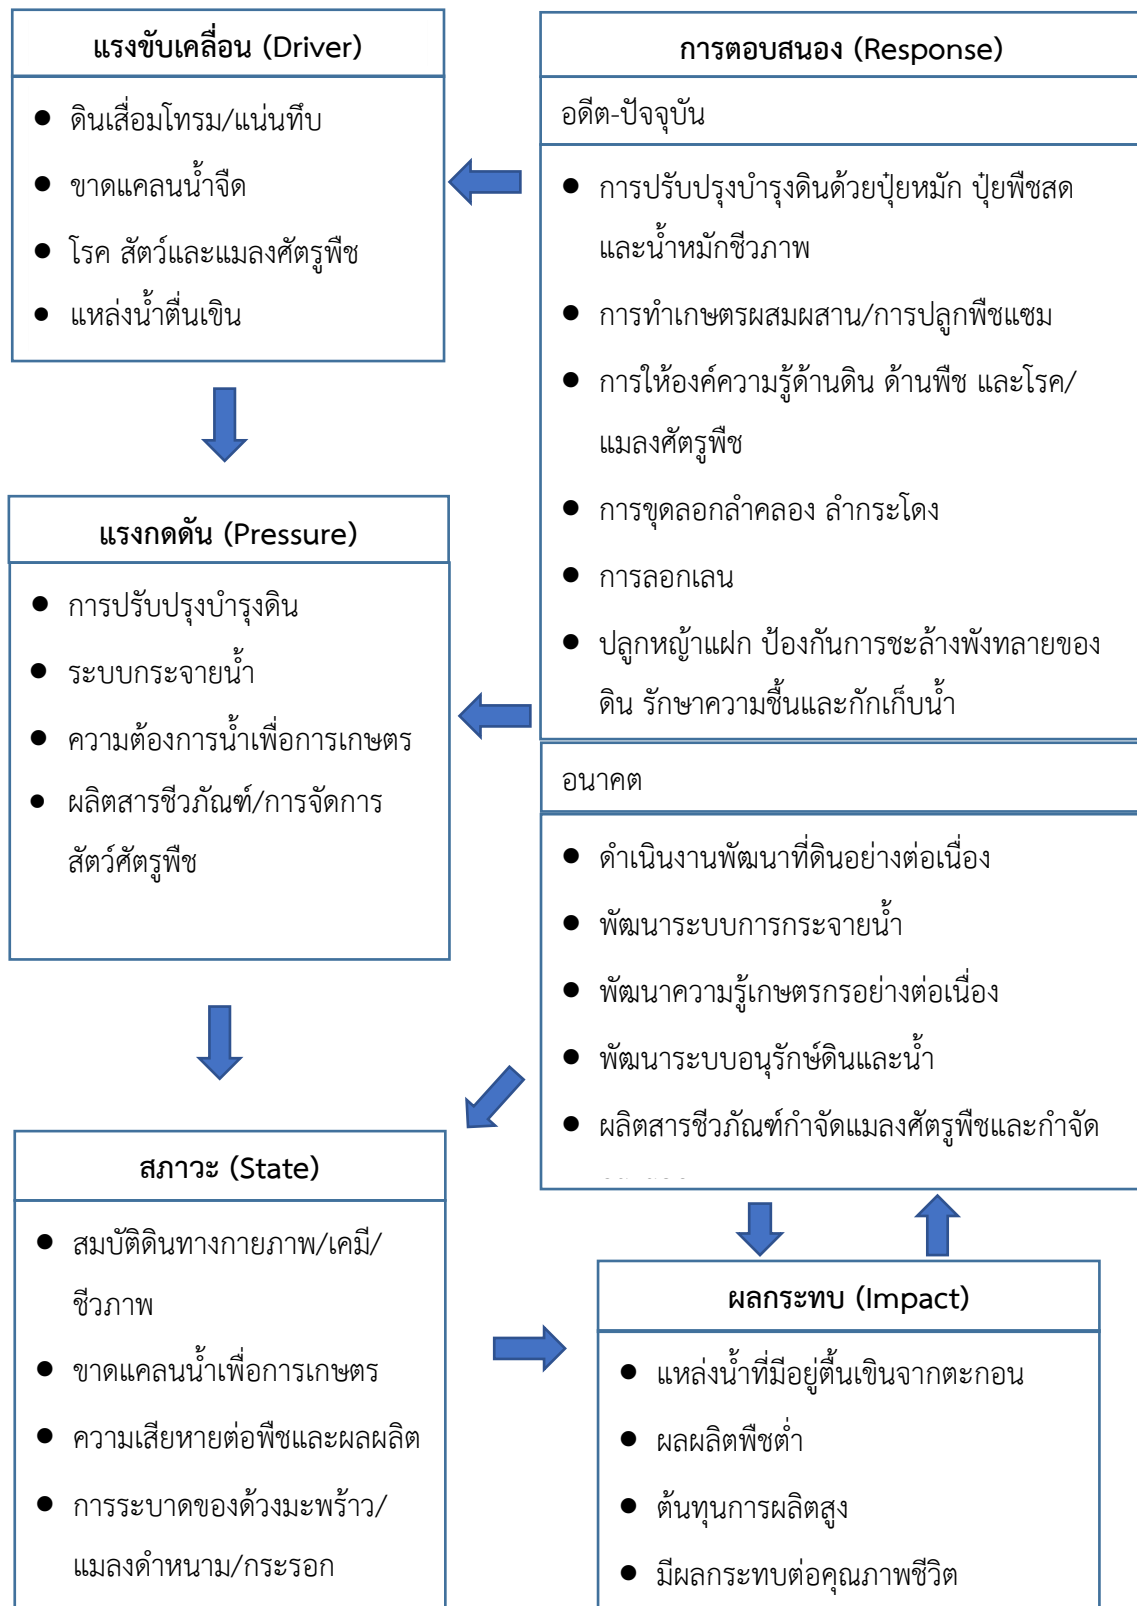 แรงขับเคลื่อน (Driver)
● ดินเสื่อมโทรม/แน่นทึบ
● ขาดแคลนน้ำจืด
● โรค สัตว์และแมลงศัตรูพืช
● แหล่งน้ำตื่นเขิน
แรงกดดัน (Pressure)
● การปรับปรุงบำรุงดิน
● ระบบกระจายน้ำ
● ความต้องการน้ำเพื่อการเกษตร
● ผลิตสารชีวภัณฑ์/การจัดการ
สัตว์ศัตรูพืช
สภาวะ (State)
● สมบัติดินทางกายภาพ/เคมี/
ชีวภาพ
● ขาดแคลนน้ำเพื่อการเกษตร
● ความเสียหายต่อพืชและผลผลิต
● การระบาดของด้วงมะพร้าว/
แมลงดำหนาม/กระรอก
การตอบสนอง (Response)
อดีต-ปัจจุบัน
● การปรับปรุงบำรุงดินด้วยปุ๋ยหมัก ปุ๋ยพืชสด
และน้ำหมักชีวภาพ
● การทำเกษตรผสมผสาน/การปลูกพืชแซม
● การให้องค์ความรู้ด้านดิน ด้านพืช และโรค/
แมลงศัตรูพืช
● การขุดลอกลำคลอง ลำกระโดง
● การลอกเลน
● ปลูกหญ้าแฝก ป้องกันการชะล้างพังทลายของ
ดิน รักษาความชื้นและกักเก็บน้ำ
อนาคต
● ดำเนินงานพัฒนาที่ดินอย่างต่อเนื่อง
● พัฒนาระบบการกระจายน้ำ
● พัฒนาความรู้เกษตรกรอย่างต่อเนื่อง
● พัฒนาระบบอนุรักษ์ดินและน้ำ
● ผลิตสารชีวภัณฑ์กำจัดแมลงศัตรูพืชและกำจัด
ผลกระทบ (Impact)
● แหล่งน้ำที่มีอยู่ตื้นเขินจากตะกอน
● ผลผลิตพืชต่ำ
● ต้นทุนการผลิตสูง
● มีผลกระทบต่อคุณภาพชีวิต